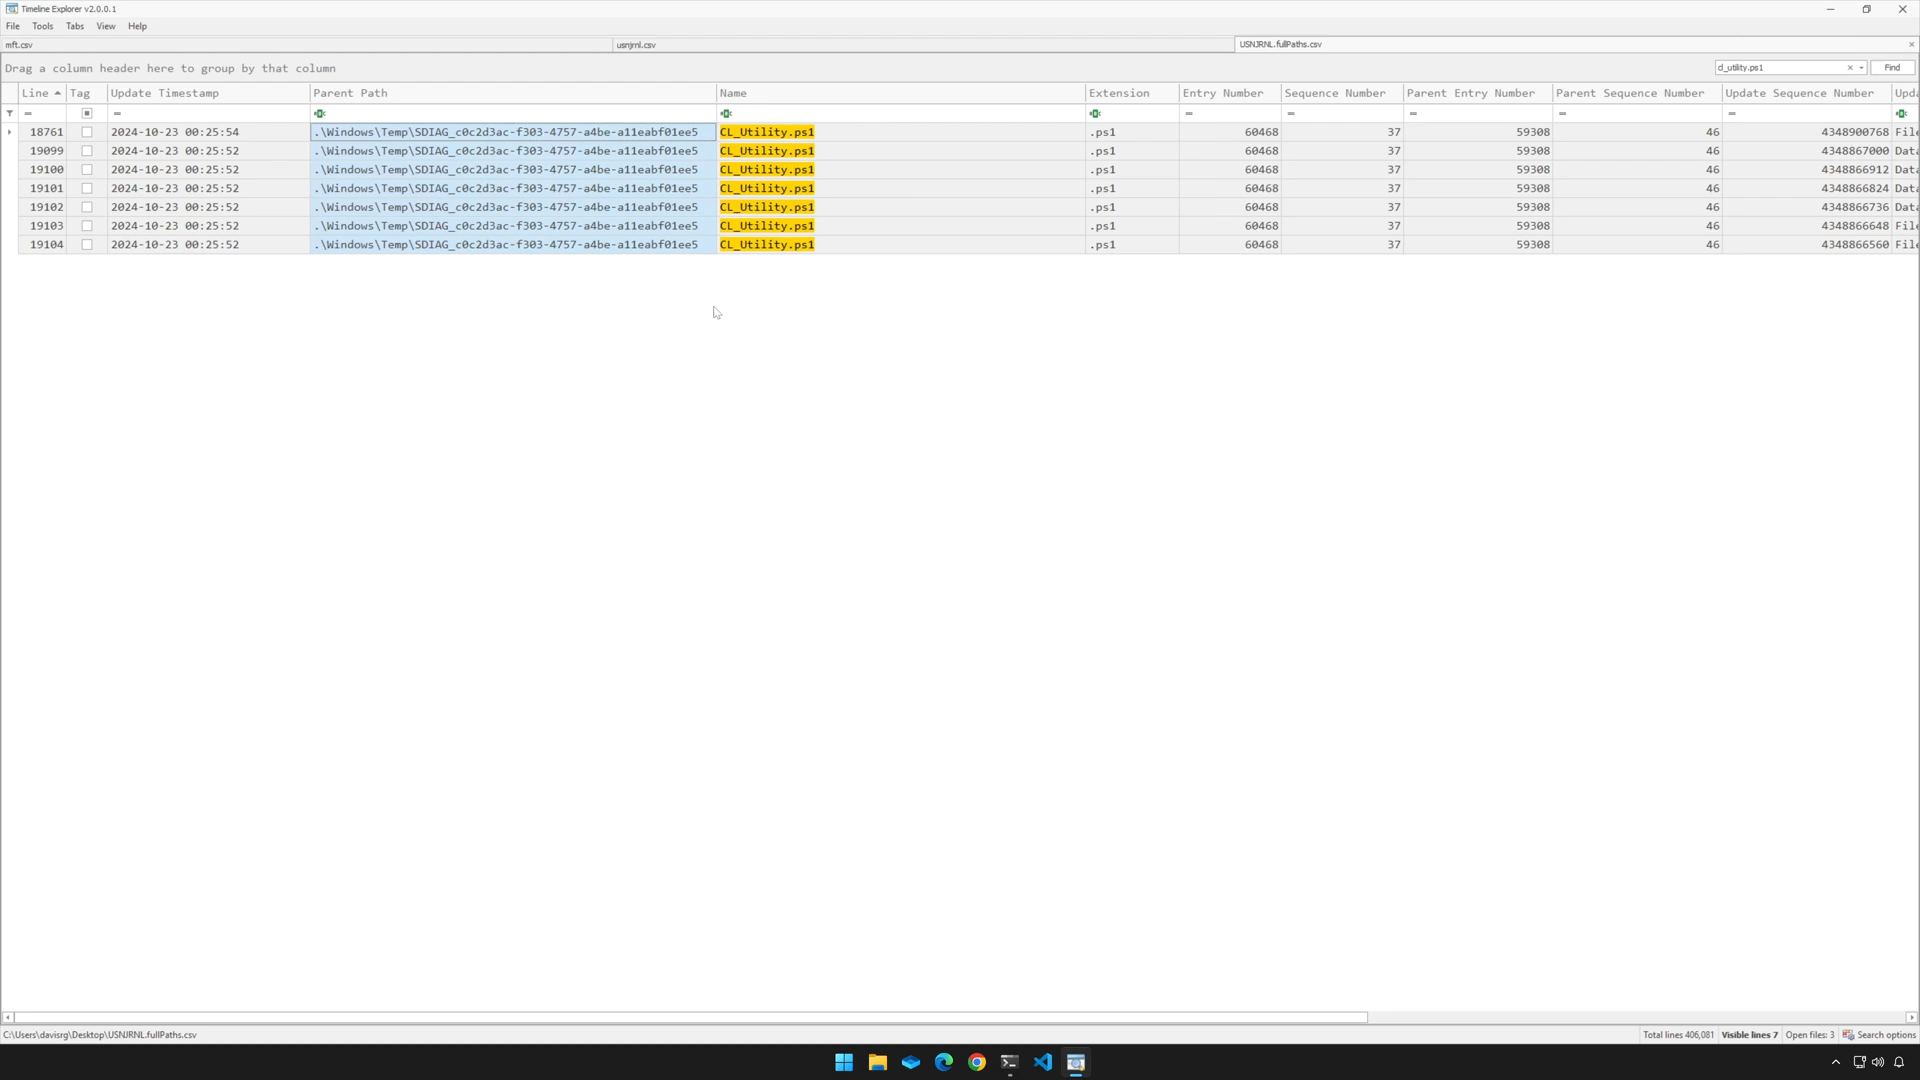 Timeline Explorer v2.0.0.1
File Tools Tabs View Help
mft.csv usnjrnl.csv USNJRNL.fullPaths.csv
Drag a column header here to group by that column cl_utility.ps1 Find
Line Tag Update Timestamp Parent Path Name Extension Entry Number Sequence Number Parent Entry Number Parent Sequence Number Update Sequence Number Upda
= = = = = = =
18761 2024-10-23 00:25:54 .\Windows\Temp\SDIAG_c0c2d3ac-f303-4757-a4be-a11eabf01ee5 CL_Utility.ps1 .ps1 60468 37 59308 46 4348900768 File
19099 2024-10-23 00:25:52 .\Windows\Temp\SDIAG_c0c2d3ac-f303-4757-a4be-a11eabf01ee5 CL_Utility.ps1 .ps1 60468 37 59308 46 4348867000 Data
19100 2024-10-23 00:25:52 .\Windows\Temp\SDIAG_c0c2d3ac-f303-4757-a4be-a11eabf01ee5 CL_Utility.ps1 .ps1 60468 37 59308 46 4348866912 Data
19101 2024-10-23 00:25:52 .\Windows\Temp\SDIAG_c0c2d3ac-f303-4757-a4be-a11eabf01ee5 CL_Utility.ps1 .ps1 60468 37 59308 46 4348866824 Data
19102 2024-10-23 00:25:52 .\Windows\Temp\SDIAG_c0c2d3ac-f303-4757-a4be-a11eabf01ee5 CL_Utility.ps1 .ps1 60468 37 59308 46 4348866736 Data
19103 2024-10-23 00:25:52 .\Windows\Temp\SDIAG_c0c2d3ac-f303-4757-a4be-a11eabf01ee5 CL_Utility.ps1 .ps1 60468 37 59308 46 4348866648 File
19104 2024-10-23 00:25:52 .\Windows\Temp\SDIAG_c0c2d3ac-f303-4757-a4be-a11eabf01ee5 CL_Utility.ps1 .ps1 60468 37 59308 46 4348866560 File
C:\Users\davisrg\Desktop\USNJRNL.fullPaths.csv Total lines 406,081 Visible lines 7 Open files: 3 Search options